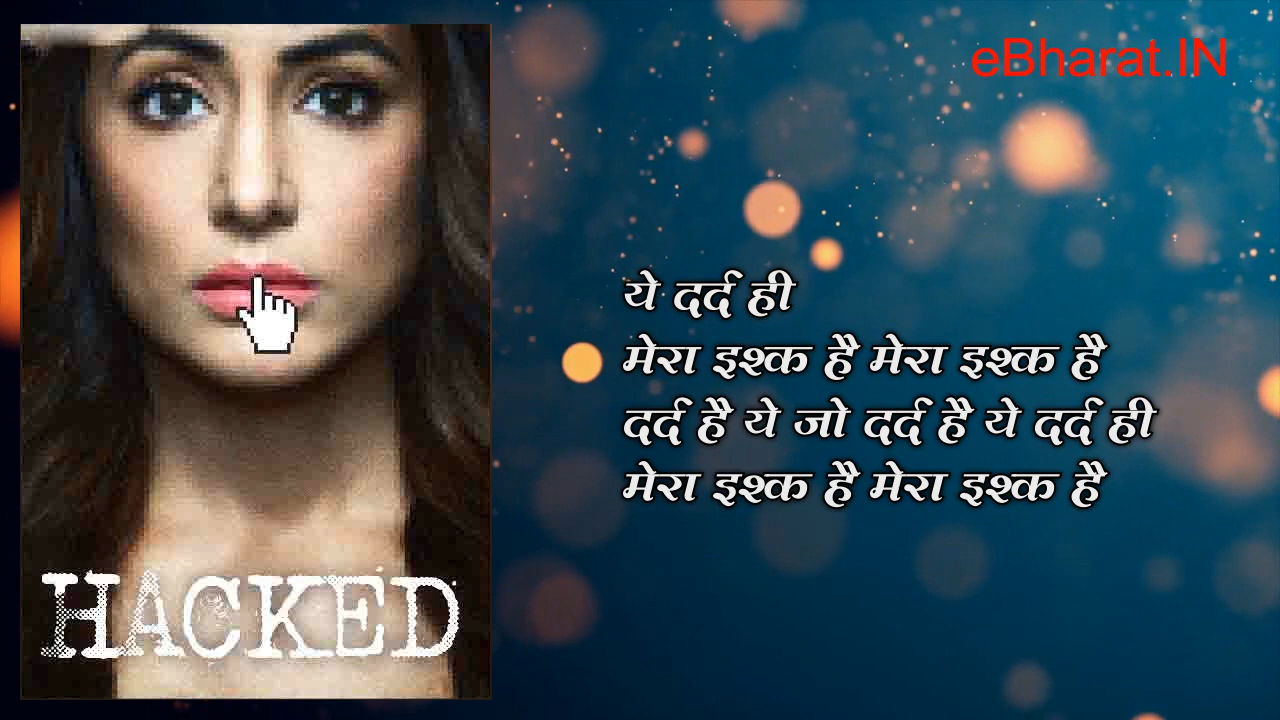 eBharat.IN
ये दर्द ही
मेरा इश्क है मेरा इश्क है
दर्द है ये जो दर्द है ये दर्द ही
मेरा इश्क है मेरा इश्क है
HACKED